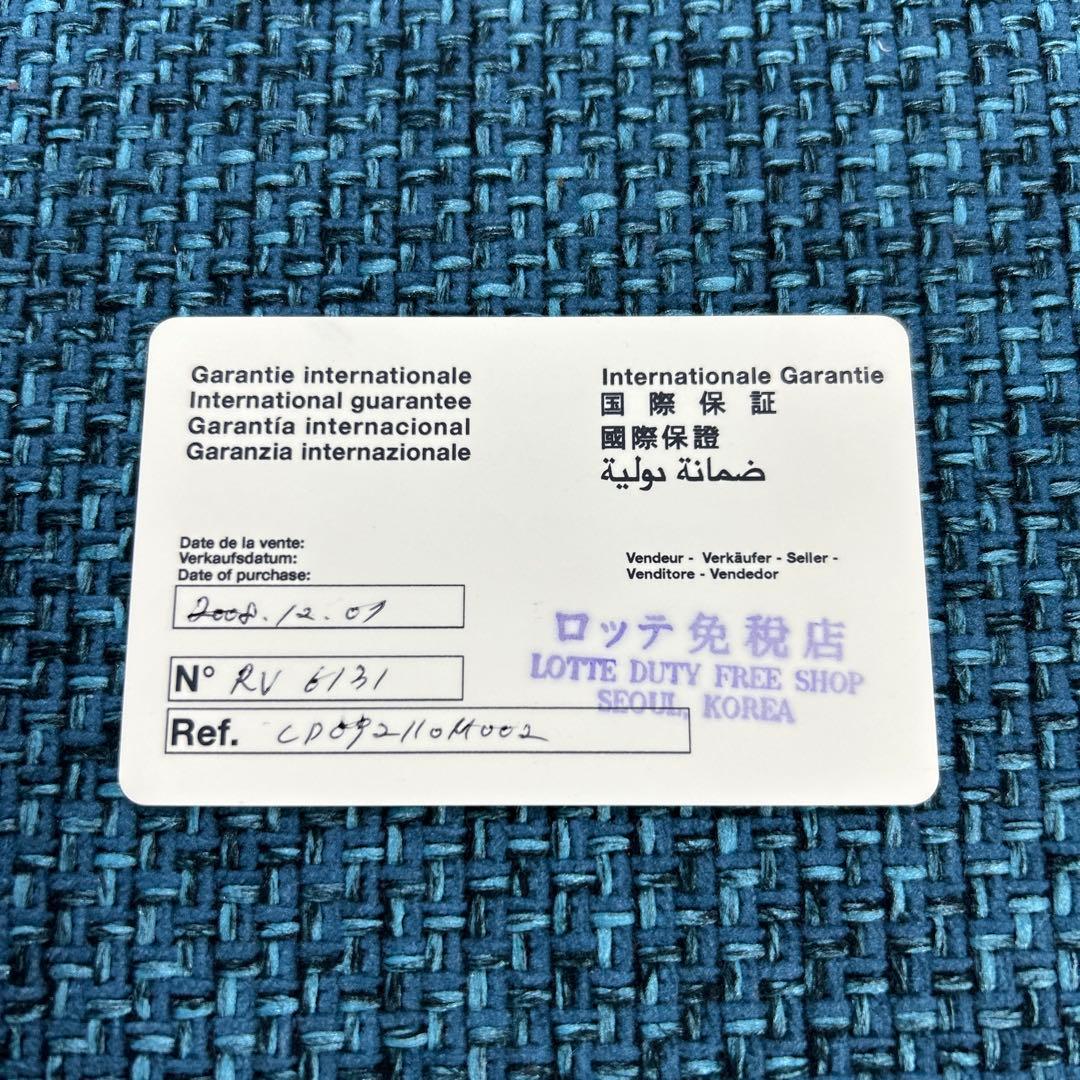 Garantie internationale
International guarantee
Garantía internacional
Garanzia internazionale
Internationale Garantie
国際保証
國際保證
ضمانة دولية
Date de la vente:
Verkaufsdatum:
Date of purchase:
2008.12.07
N° RV 6131
Ref. CD092110M002
Vendeur - Verkäufer - Seller -
Venditore - Vendedor
ロッテ免税店
LOTTE DUTY FREE SHOP
SEOUL, KOREA